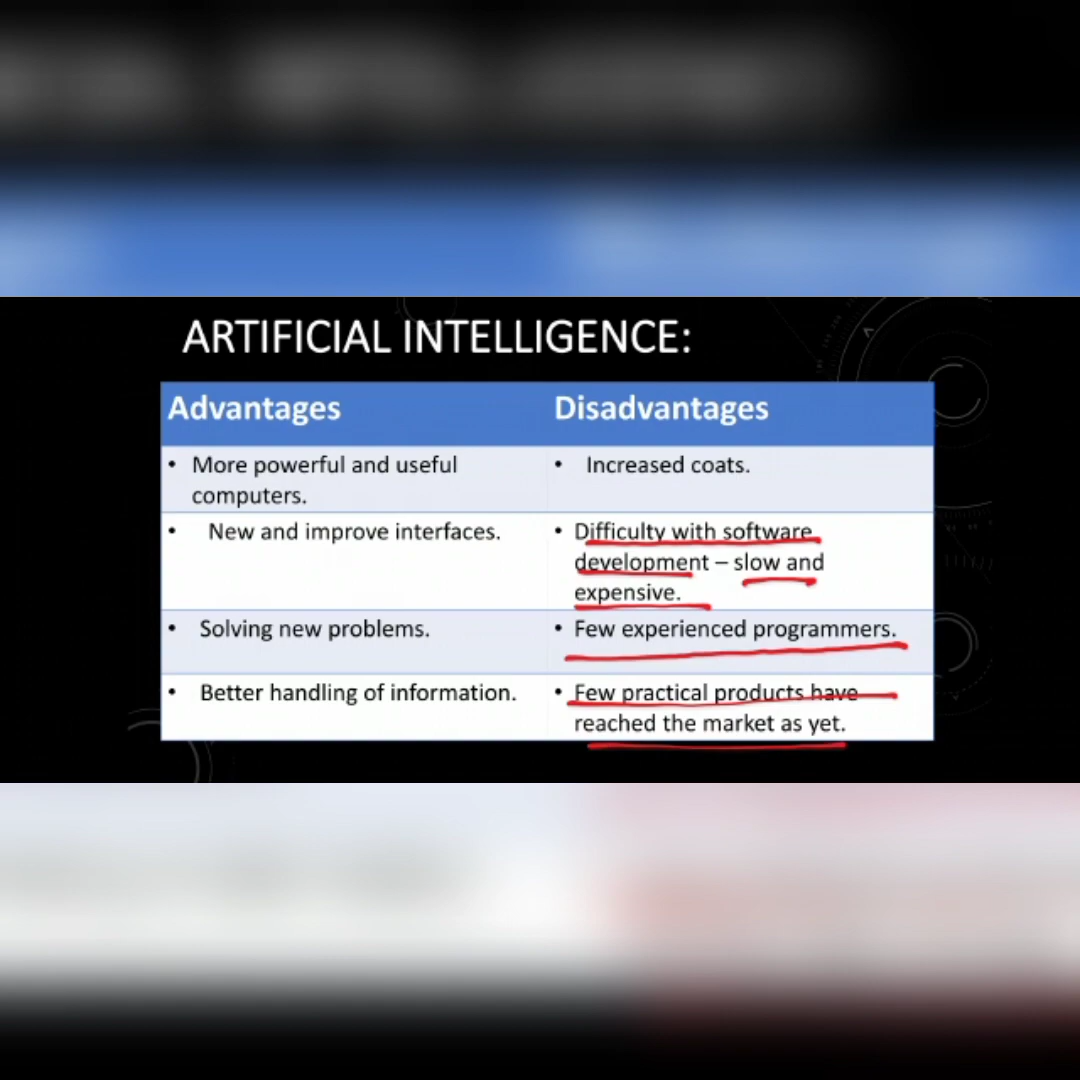 ARTIFICIAL INTELLIGENCE:
Advantages
Disadvantages
• More powerful and useful
computers.
• Increased coats.
• New and improve interfaces.
• Difficulty with software
development – slow and
expensive.
• Solving new problems.
• Few experienced programmers.
• Better handling of information.
• Few practical products have
reached the market as yet.